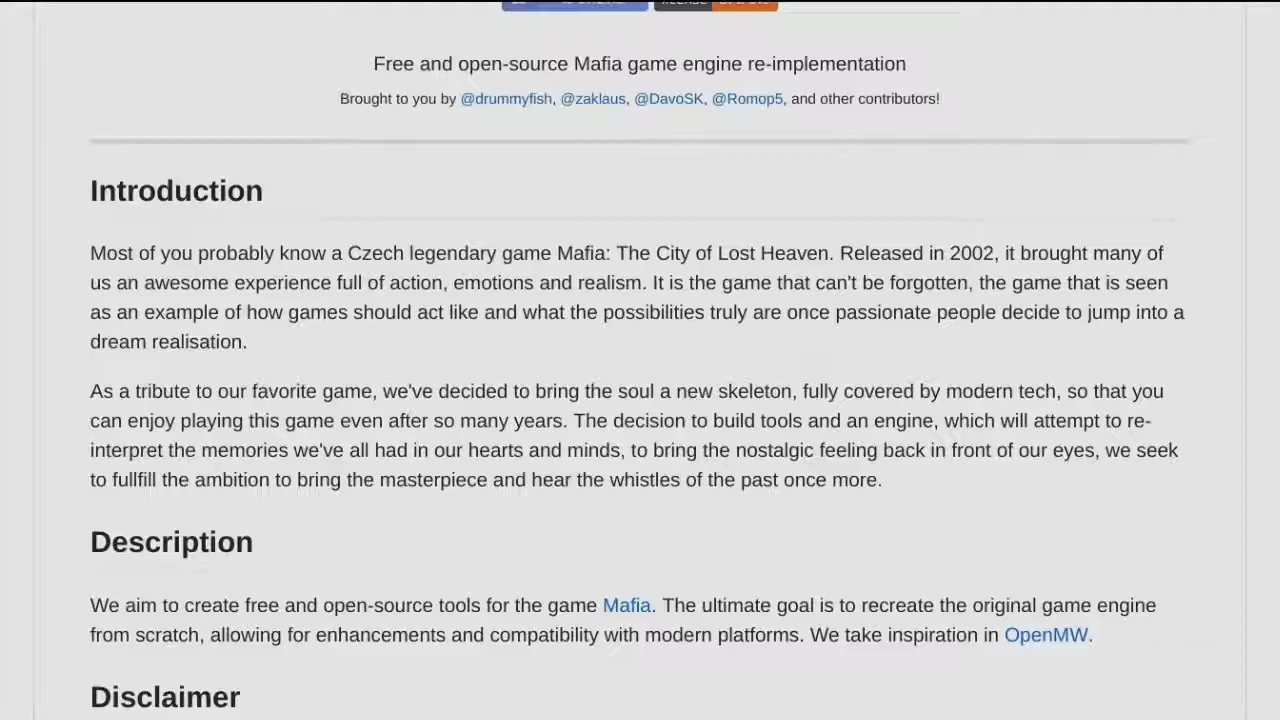 Free and open-source Mafia game engine re-implementation
Brought to you by @drummyfish, @zaklaus, @DavoSK, @Romop5, and other contributors!
Introduction
Most of you probably know a Czech legendary game Mafia: The City of Lost Heaven. Released in 2002, it brought many of
us an awesome experience full of action, emotions and realism. It is the game that can't be forgotten, the game that is seen
as an example of how games should act like and what the possibilities truly are once passionate people decide to jump into a
dream realisation.
As a tribute to our favorite game, we've decided to bring the soul a new skeleton, fully covered by modern tech, so that you
can enjoy playing this game even after so many years. The decision to build tools and an engine, which will attempt to re-
interpret the memories we've all had in our hearts and minds, to bring the nostalgic feeling back in front of our eyes, we seek
to fullfill the ambition to bring the masterpiece and hear the whistles of the past once more.
Description
We aim to create free and open-source tools for the game Mafia. The ultimate goal is to recreate the original game engine
from scratch, allowing for enhancements and compatibility with modern platforms. We take inspiration in OpenMW.
Disclaimer